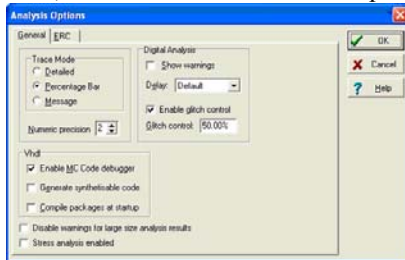 Analysis Options
General
ERC
Trace Mode
Detailed
Percentage Bar
Message
Numeric precision 2
Digital Analysis
Show warnings
Delay: Default
Enable glitch control
Glitch control: 50.00%
Vhdl
Enable MC Code debugger
Generate synthetisable code
Compile packages at startup
Disable warnings for large size analysis results
Stress analysis enabled
OK
Cancel
? Help